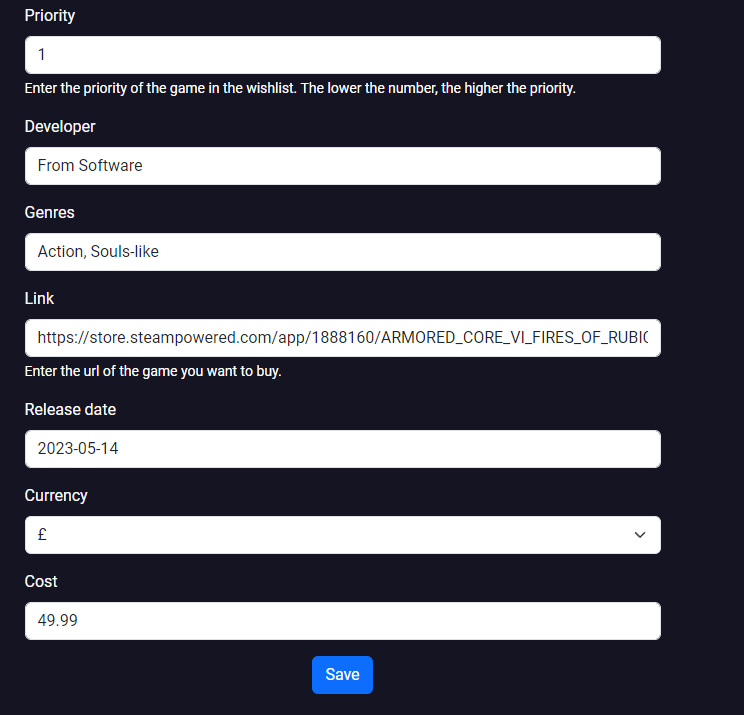 Priority
1
Enter the priority of the game in the wishlist. The lower the number, the higher the priority.
Developer
From Software
Genres
Action, Souls-like
Link
https://store.steampowered.com/app/1888160/ARMORED_CORE_VI_FIRES_OF_RUBIC
Enter the url of the game you want to buy.
Release date
2023-05-14
Currency
£
Cost
49.99
Save